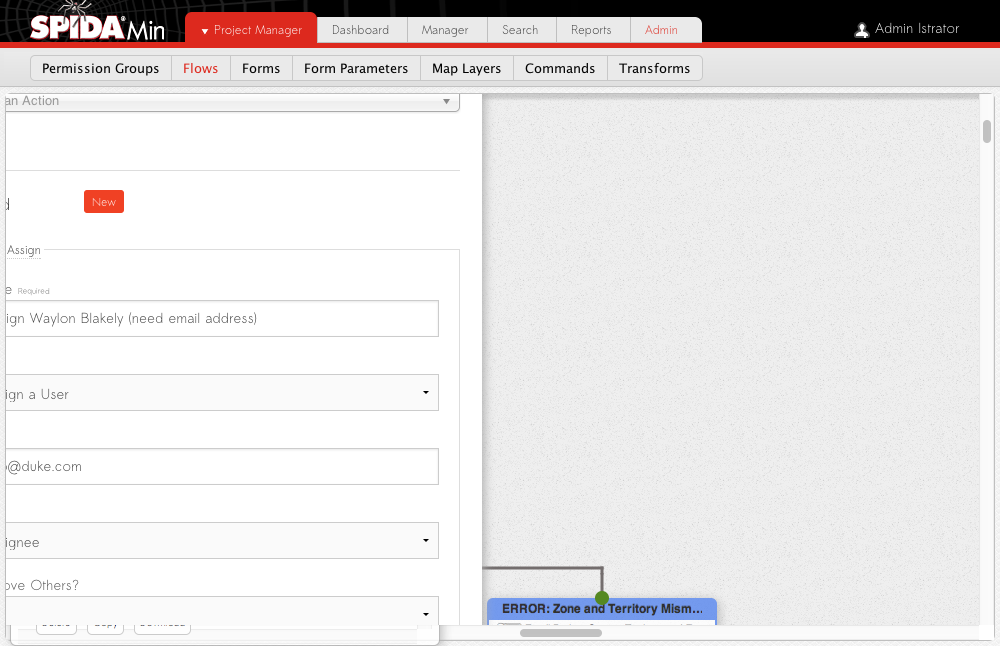 SPIDAMin
Project Manager
Dashboard
Manager
Search
Reports
Admin
Admin Istrator
Permission Groups
Flows
Forms
Form Parameters
Map Layers
Commands
Transforms
an Action
New
Assign
e Required
ign Waylon Blakely (need email address)
ign a User
@duke.com
ignee
ove Others?
ERROR: Zone and Territory Mism...
Copy